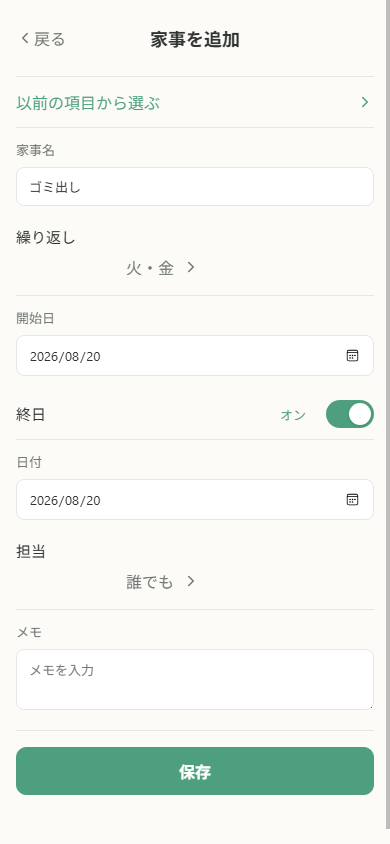 戻る
家事を追加
以前の項目から選ぶ
家事名
ゴミ出し
繰り返し
火・金
開始日
2026/08/20
終日
オン
日付
2026/08/20
担当
誰でも
メモ
メモを入力
保存